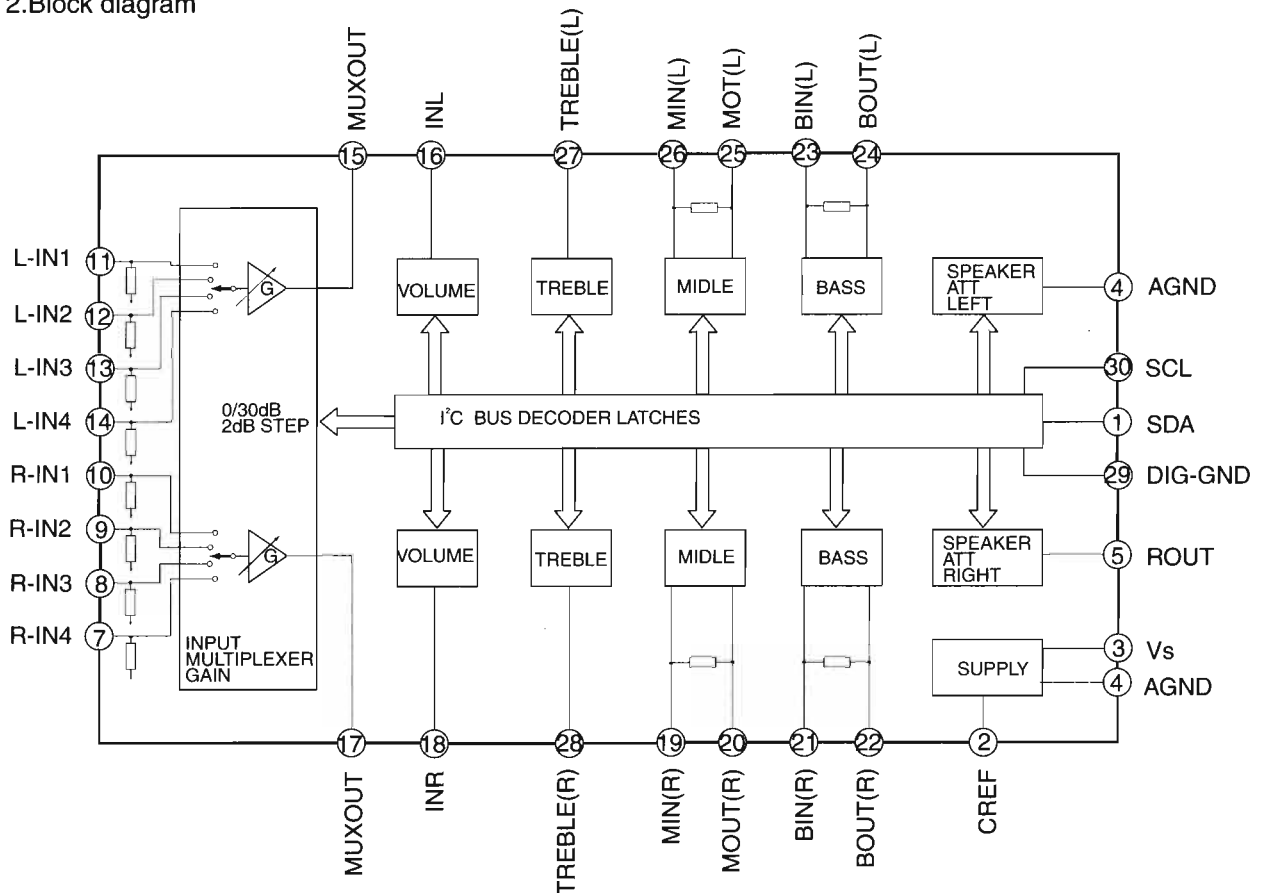 2.Block diagram
MUXOUT
INL
TREBLE(L)
MIN(L)
MOT(L)
BIN(L)
BOUT(L)
15
16
27
26
25
23
24
L-IN1 11
L-IN2 12
L-IN3 13
L-IN4 14
R-IN1 10
R-IN2 9
R-IN3 8
R-IN4 7
G
G
0/30dB
2dB STEP
INPUT
MULTIPLEXER
GAIN
VOLUME
TREBLE
MIDLE
BASS
SPEAKER
ATT
LEFT
4 AGND
30 SCL
I²C BUS DECODER LATCHES
1 SDA
29 DIG-GND
VOLUME
TREBLE
MIDLE
BASS
SPEAKER
ATT
RIGHT
5 ROUT
SUPPLY
3 Vs
4 AGND
17
18
28
19
20
21
22
2
MUXOUT
INR
TREBLE(R)
MIN(R)
MOUT(R)
BIN(R)
BOUT(R)
CREF